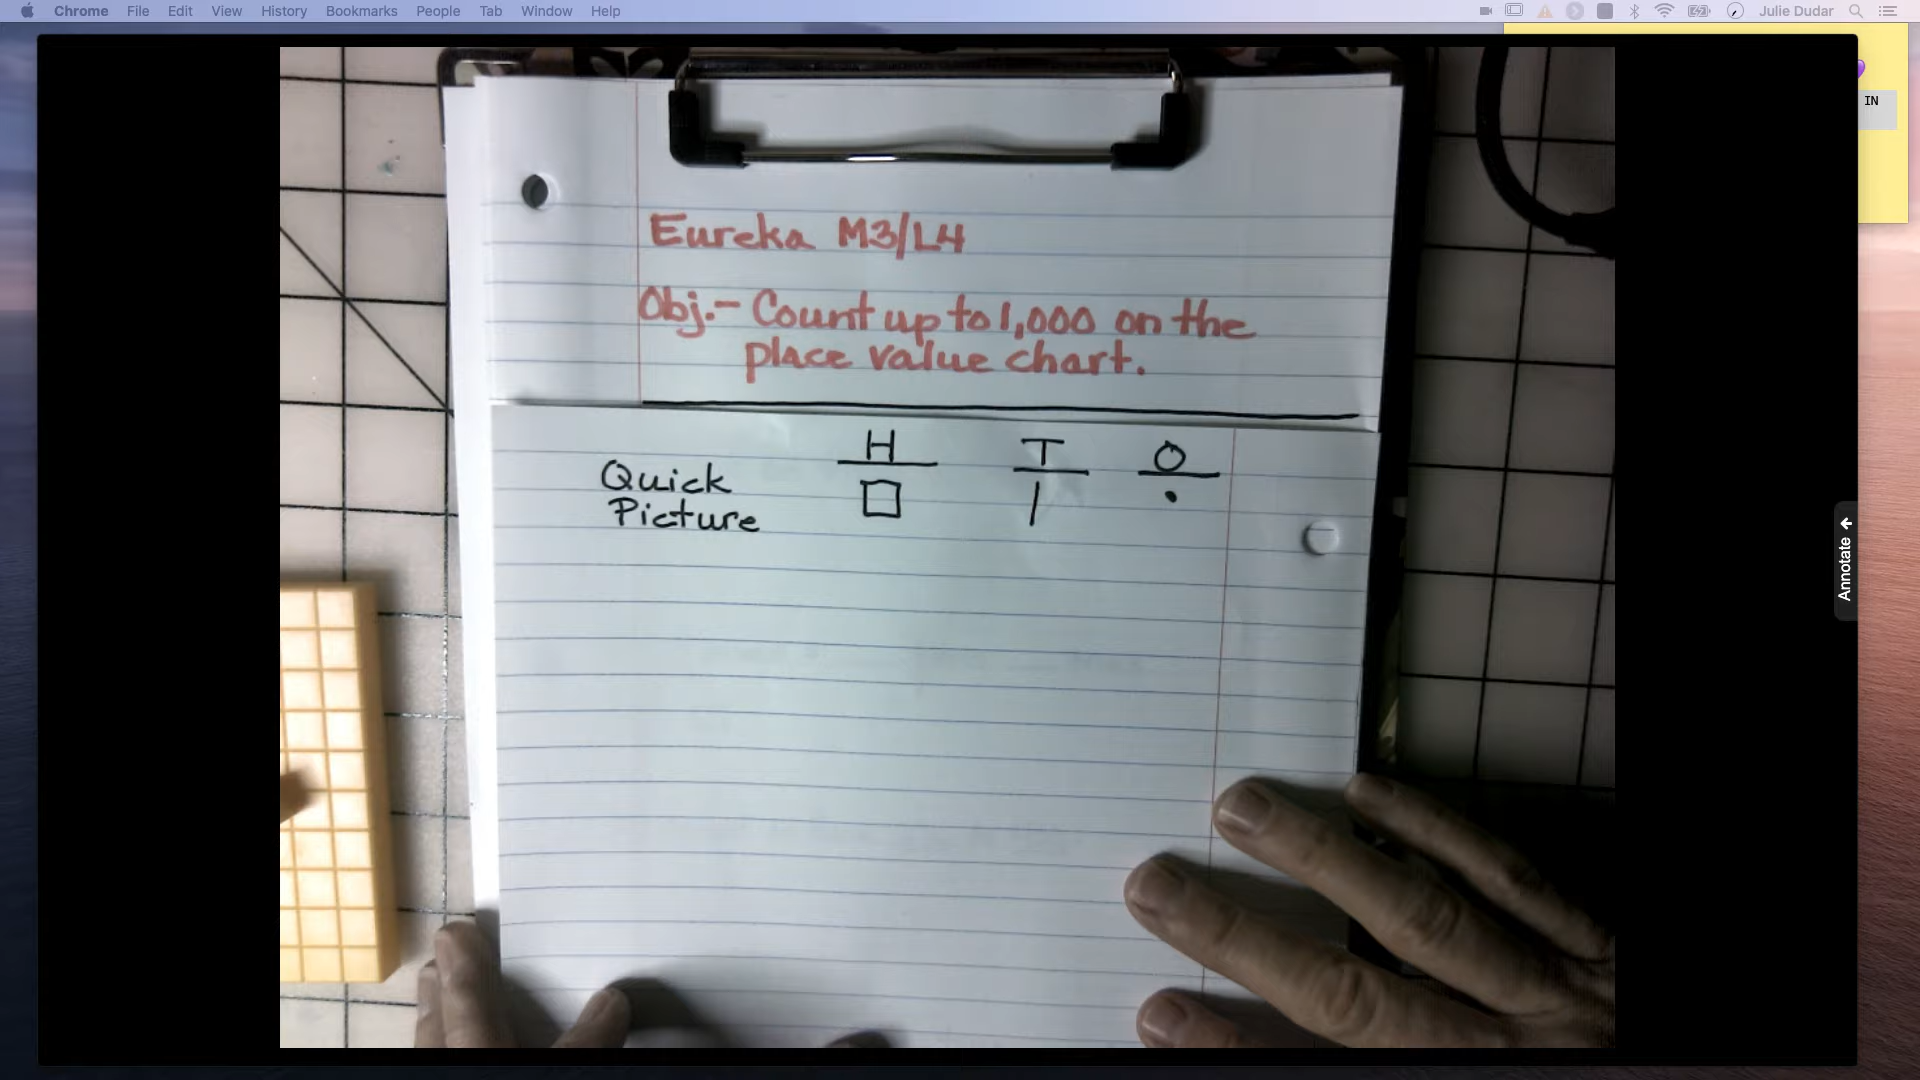 Chrome File Edit View History Bookmarks People Tab Window Help Julie Dudar
IN
Eureka M3/L4
Obj.- Count up to 1,000 on the
place value chart.
H T O
Quick
Picture
Annotate